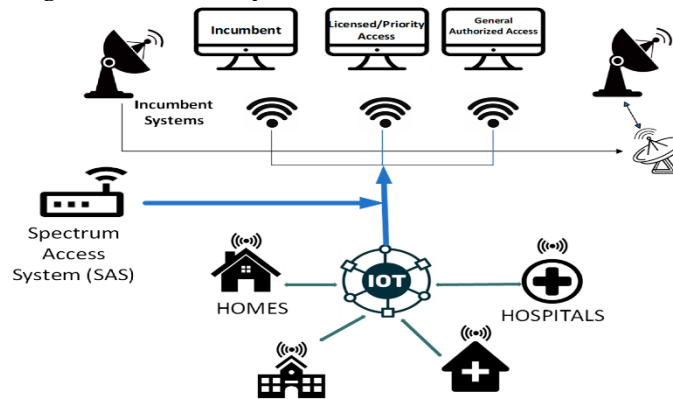 Incumbent
Licensed/Priority
Access
General
Authorized Access
Incumbent
Systems
Spectrum
Access
System (SAS)
IOT
HOMES
HOSPITALS